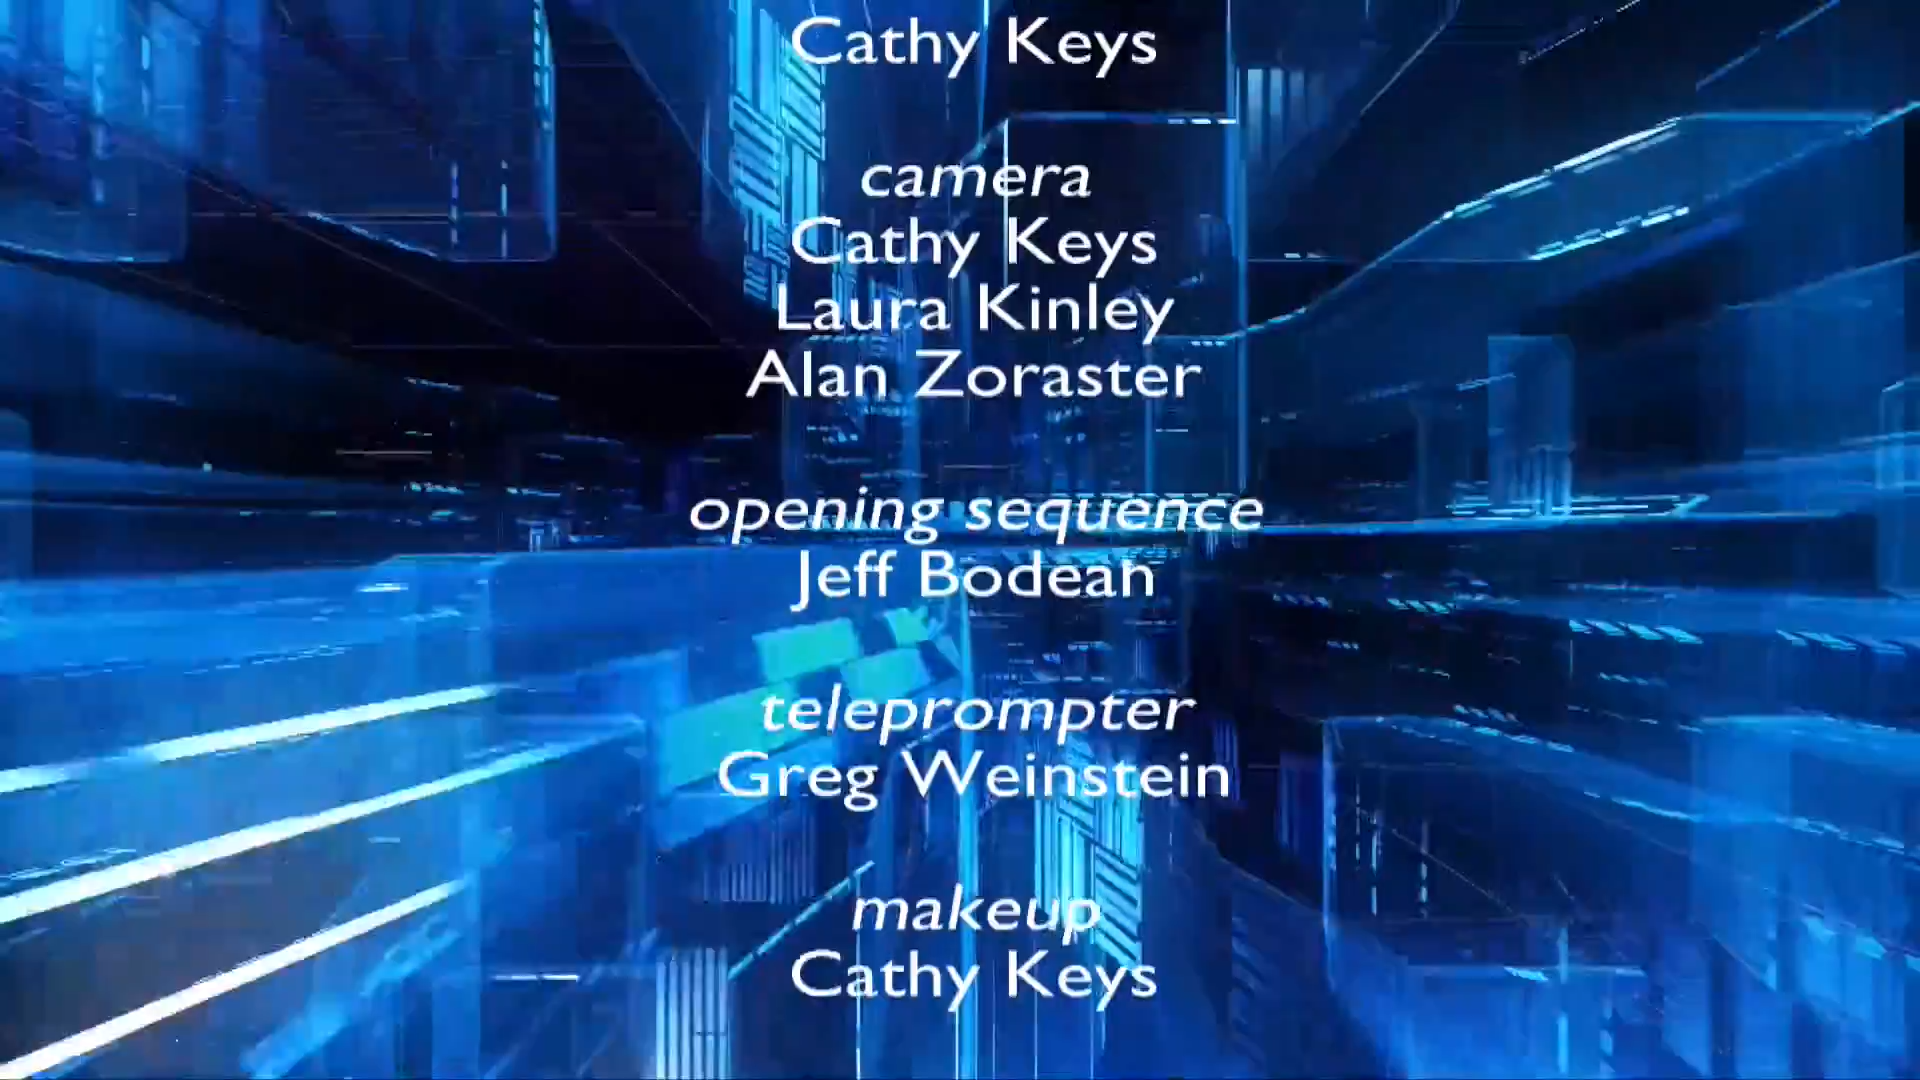 Cathy Keys
camera
Cathy Keys
Laura Kinley
Alan Zoraster
opening sequence
Jeff Bodean
teleprompter
Greg Weinstein
makeup
Cathy Keys